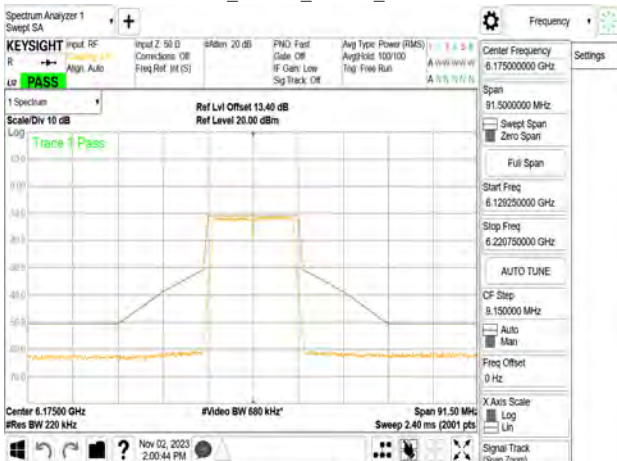 Spectrum Analyzer 1
Swept SA
Frequency
KEYSIGHT
Input: RF
Align: Auto
Input Z: 50 Ω
Corrections: Off
Freq Ref: Int (S)
#Atten: 20 dB
PNO: Fast
Gate: Off
IF Gain: Low
Sig Track: Off
Avg Type: Power (RMS)
Avg|Hold: 100/100
Trig: Free Run
PASS
Center Frequency
6.175000000 GHz
Settings
Span
91.5000000 MHz
Swept Span
Zero Span
Full Span
Start Freq
6.129250000 GHz
Stop Freq
6.220750000 GHz
AUTO TUNE
CF Step
9.150000 MHz
Auto
Man
Freq Offset
0 Hz
X Axis Scale
Log
Lin
Signal Track
(Span Zoom)
1 Spectrum
Scale/Div 10 dB
Ref Lvl Offset 13.40 dB
Ref Level 20.00 dBm
Log
Trace 1 Pass
Center 6.17500 GHz
#Res BW 220 kHz
#Video BW 680 kHz*
Span 91.50 MHz
Sweep 2.40 ms (2001 pts
Nov 02, 2023
2:00:44 PM